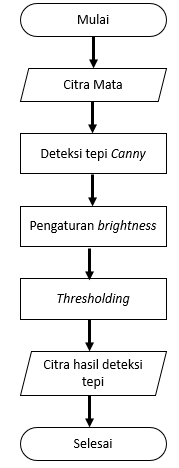 Mulai
Citra Mata
Deteksi tepi Canny
Pengaturan brightness
Thresholding
Citra hasil deteksi
tepi
Selesai